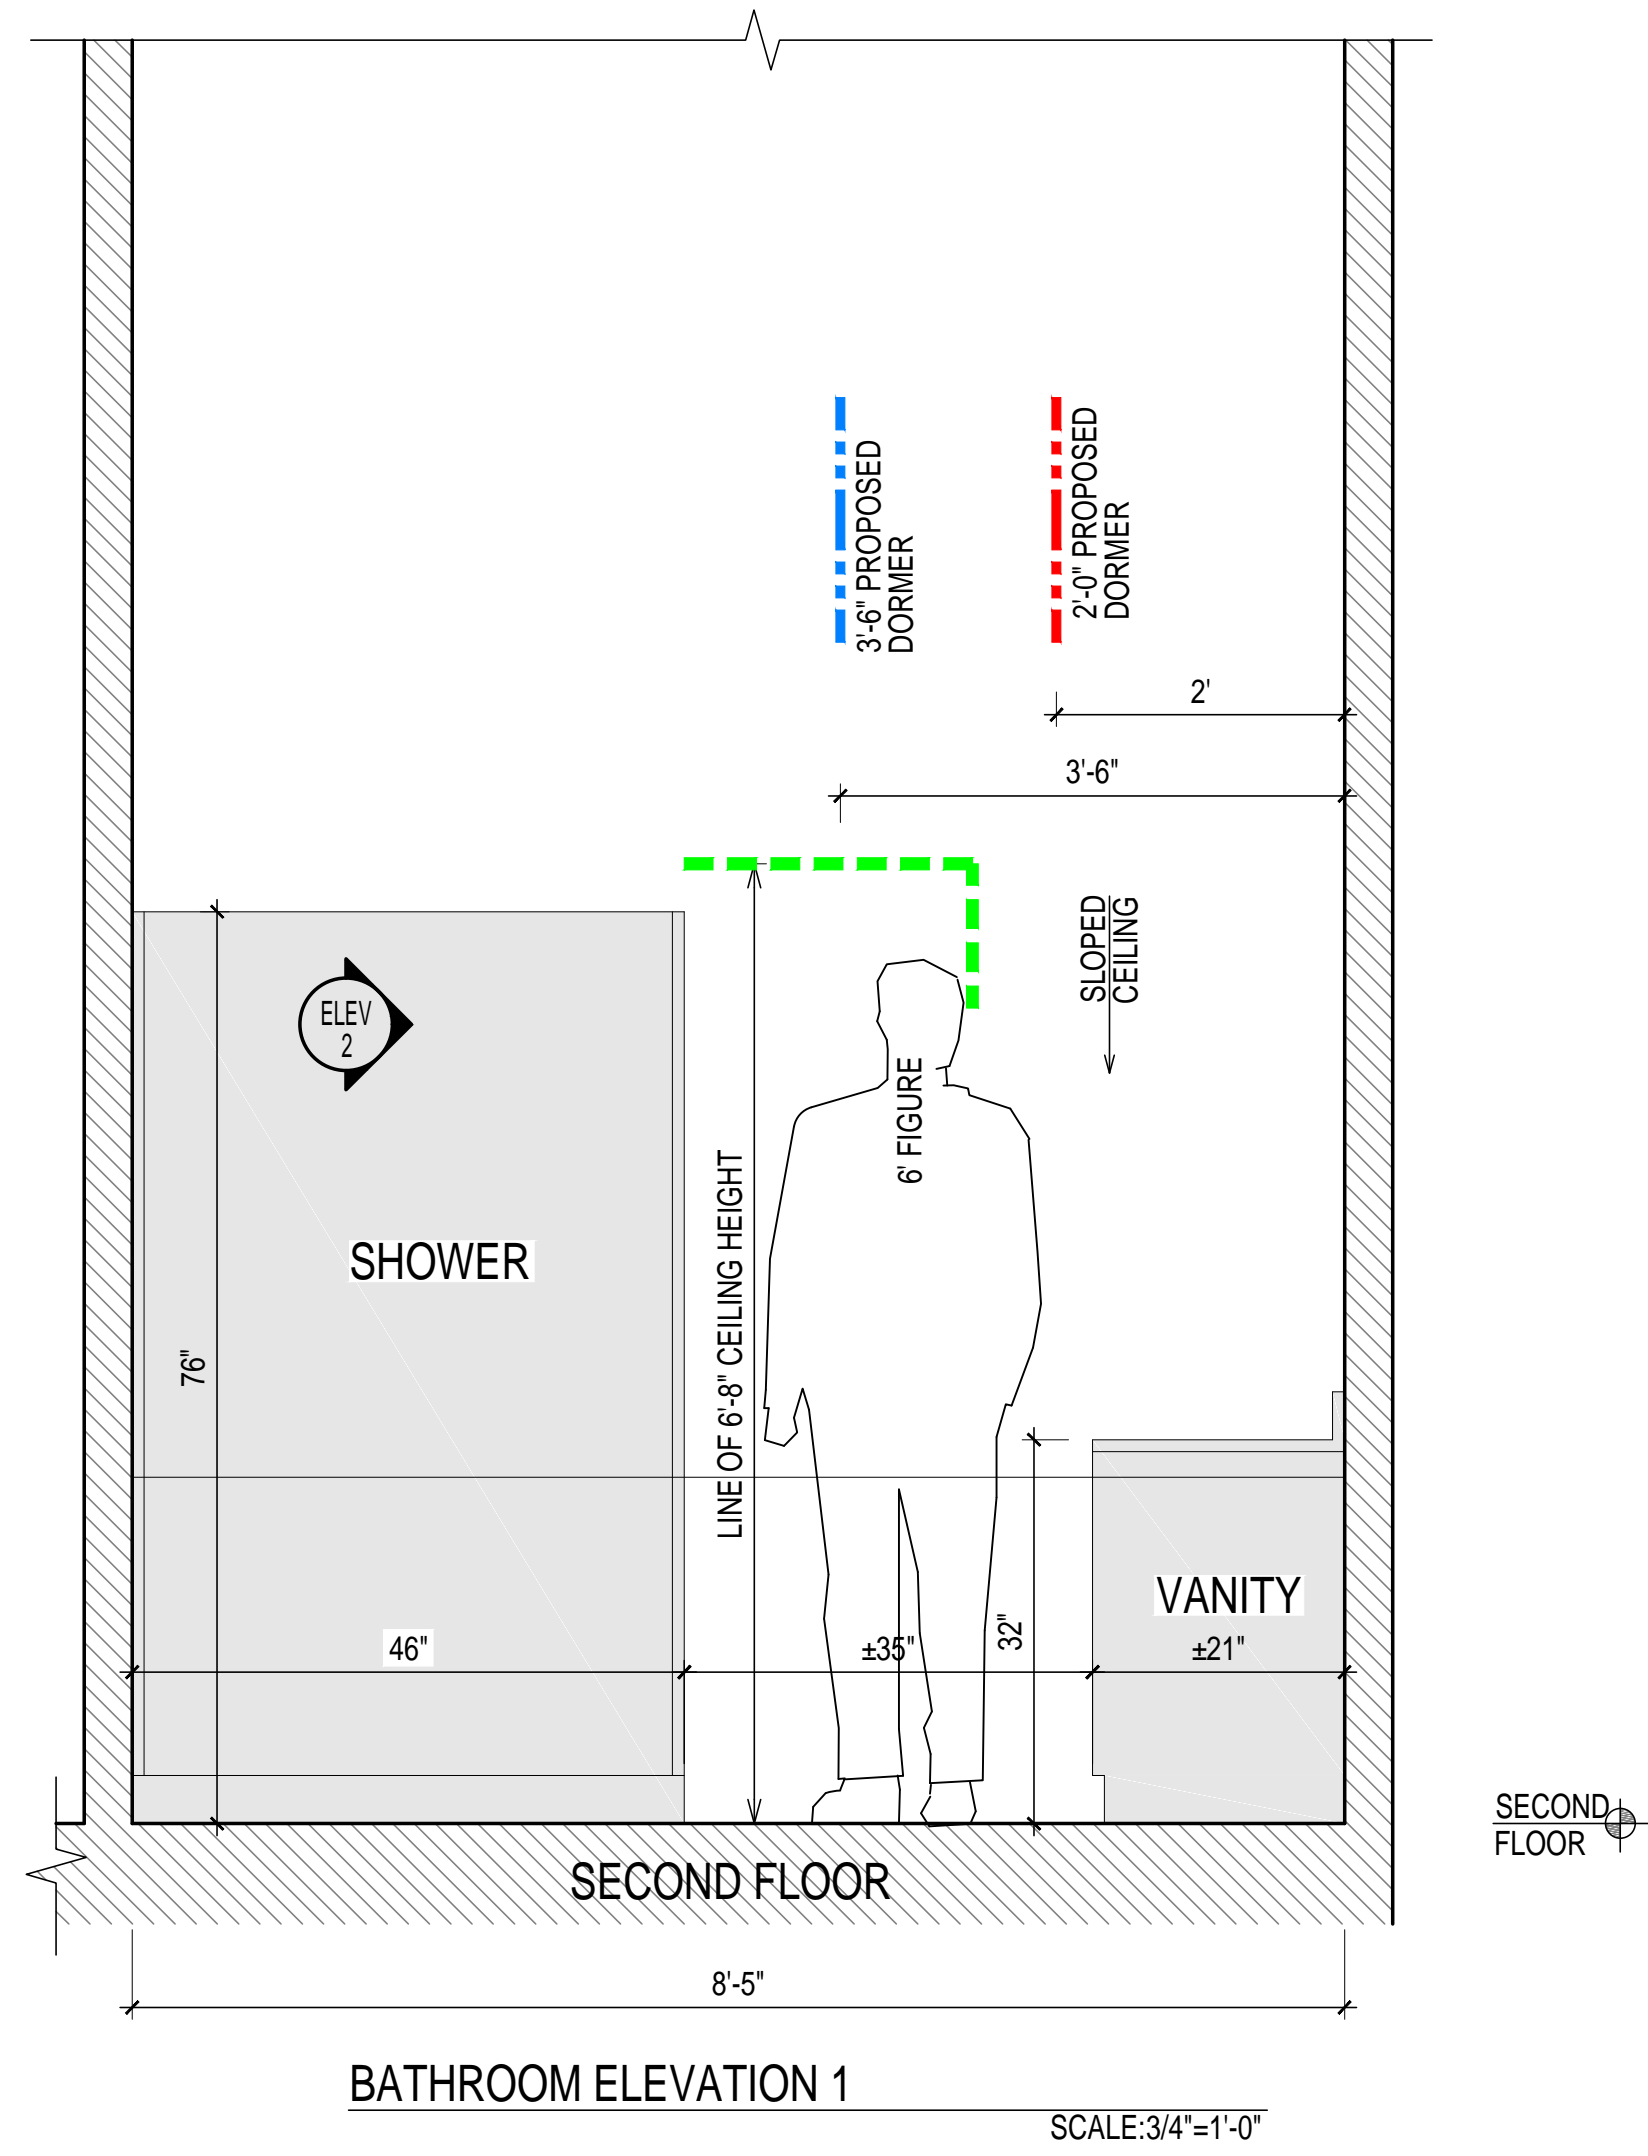 3'-6" PROPOSED
DORMER
2'-0" PROPOSED
DORMER
2'
3'-6"
SLOPED
CEILING
ELEV
2
6' FIGURE
LINE OF 6'-8" CEILING HEIGHT
SHOWER
76"
VANITY
32"
46"
±35"
±21"
SECOND
FLOOR
SECOND FLOOR
8'-5"
BATHROOM ELEVATION 1
SCALE:3/4"=1'-0"